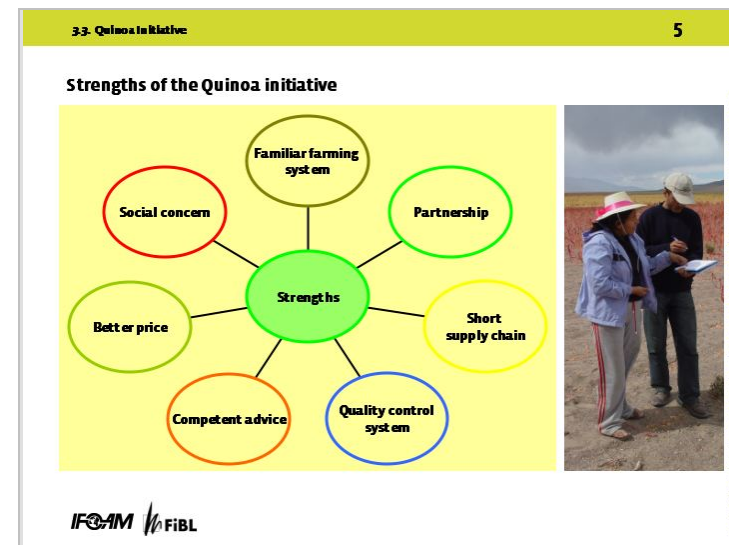 3.3. Quinoa Initiative
5
Strengths of the Quinoa initiative
Familiar farming
system
Social concern
Partnership
Strengths
Better price
Short
supply chain
Competent advice
Quality control
system
IFOAM
FiBL